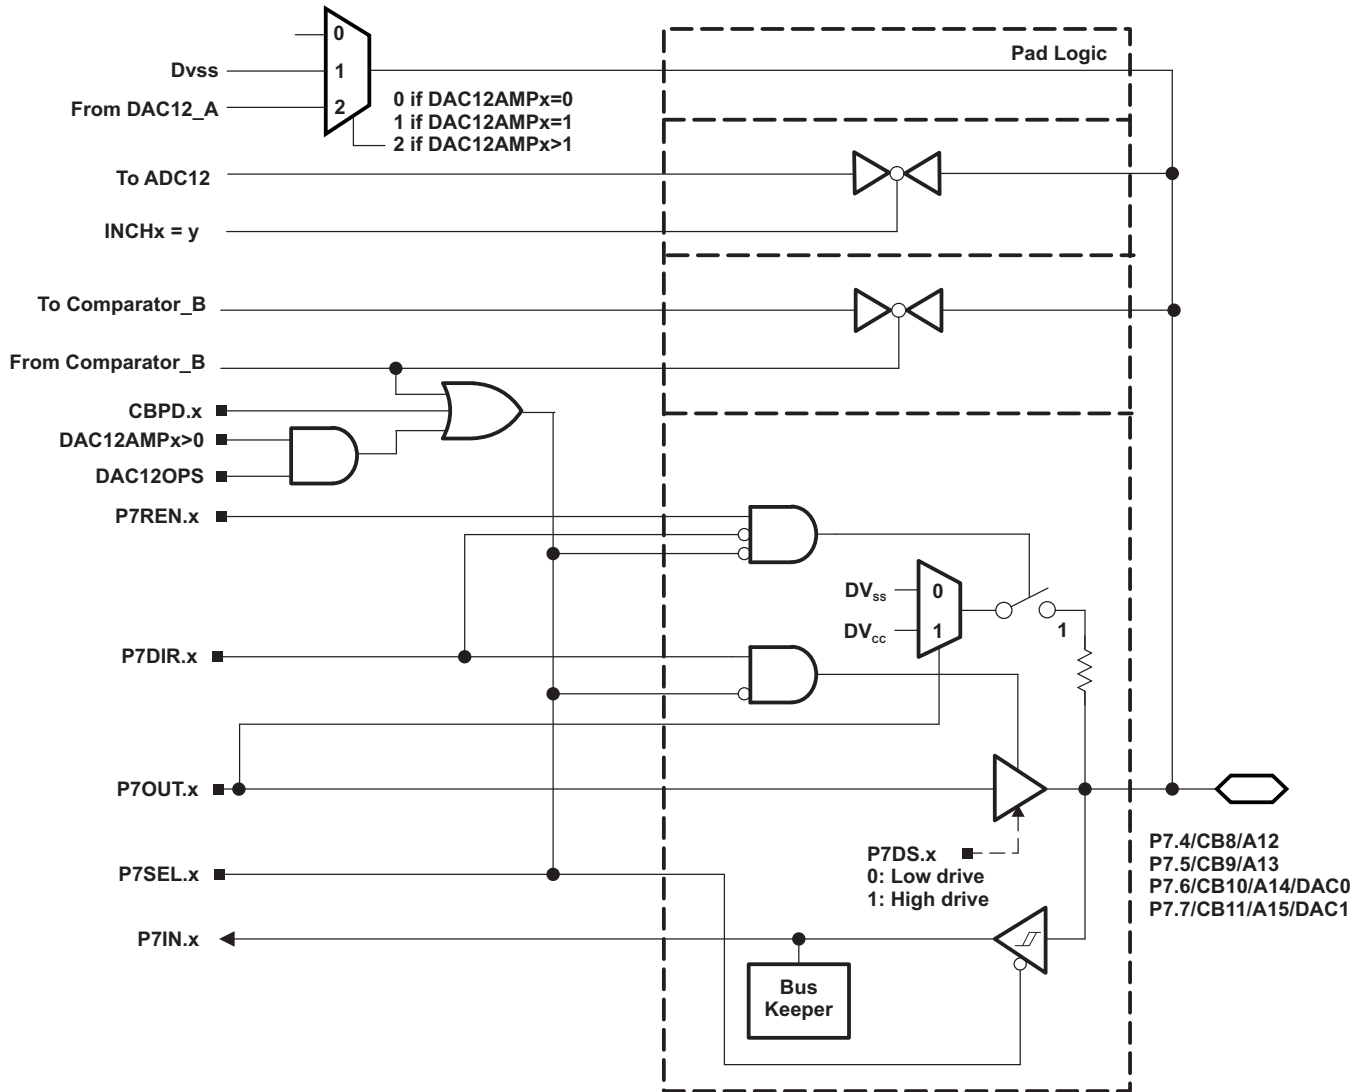 0
Pad Logic
Dvss
1
From DAC12_A
2
0 if DAC12AMPx=0
1 if DAC12AMPx=1
2 if DAC12AMPx>1
To ADC12
INCHx = y
To Comparator_B
From Comparator_B
CBPD.x
DAC12AMPx>0
DAC12OPS
P7REN.x
DVss
0
DVcc
1
1
P7DIR.x
P7OUT.x
P7DS.x
0: Low drive
1: High drive
P7.4/CB8/A12
P7.5/CB9/A13
P7.6/CB10/A14/DAC0
P7.7/CB11/A15/DAC1
P7SEL.x
P7IN.x
Bus
Keeper